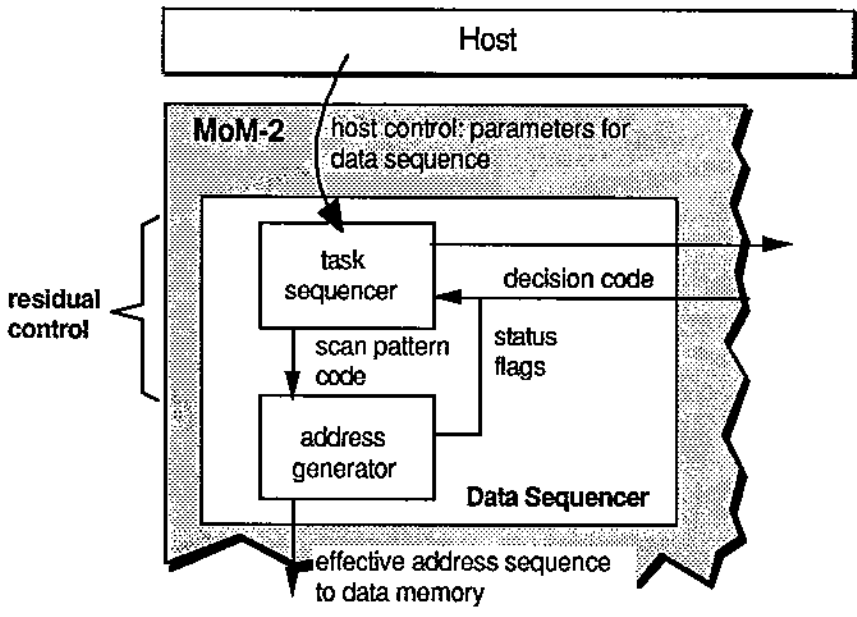 Host
MoM-2
host control: parameters for
data sequence
task
sequencer
decision code
residual
control
scan pattern
code
status
flags
address
generator
Data Sequencer
effective address sequence
to data memory